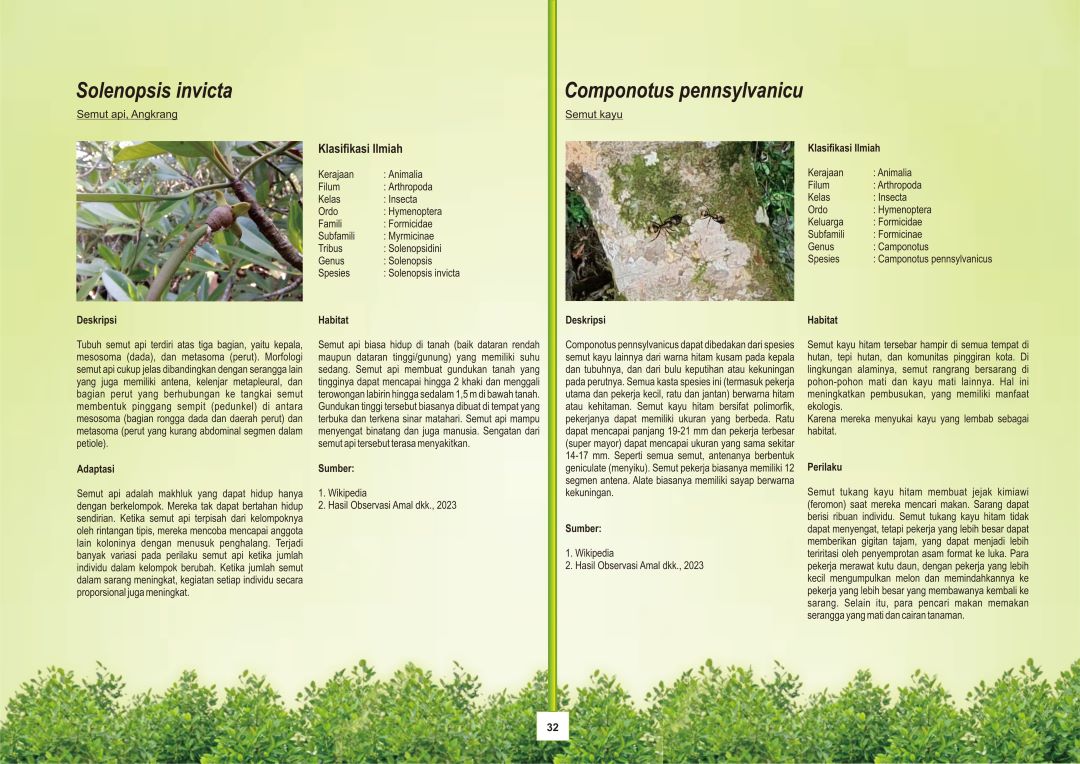 Solenopsis invicta
Semut api, Angkrang
Klasifikasi Ilmiah
Kerajaan : Animalia
Filum : Arthropoda
Kelas : Insecta
Ordo : Hymenoptera
Famili : Formicidae
Subfamili : Myrmicinae
Tribus : Solenopsidini
Genus : Solenopsis
Spesies : Solenopsis invicta
Deskripsi
Tubuh semut api terdiri atas tiga bagian, yaitu kepala,
mesosoma (dada), dan metasoma (perut). Morfologi
semut api cukup jelas dibandingkan dengan serangga lain
yang juga memiliki antena, kelenjar metapleural, dan
bagian perut yang berhubungan ke tangkai semut
membentuk pinggang sempit (pedunkel) di antara
mesosoma (bagian rongga dada dan daerah perut) dan
metasoma (perut yang kurang abdominal segmen dalam
petiole).
Adaptasi
Semut api adalah makhluk yang dapat hidup hanya
dengan berkelompok. Mereka tak dapat bertahan hidup
sendirian. Ketika semut api terpisah dari kelompoknya
oleh rintangan tipis, mereka mencoba mencapai anggota
lain koloninya dengan menusuk penghalang. Terjadi
banyak variasi pada perilaku semut api ketika jumlah
individu dalam kelompok berubah. Ketika jumlah semut
dalam sarang meningkat, kegiatan setiap individu secara
proporsional juga meningkat.
Habitat
Semut api biasa hidup di tanah (baik dataran rendah
maupun dataran tinggi/gunung) yang memiliki suhu
sedang. Semut api membuat gundukan tanah yang
tingginya dapat mencapai hingga 2 khaki dan menggali
terowongan labirin hingga sedalam 1,5 m di bawah tanah.
Gundukan tinggi tersebut biasanya dibuat di tempat yang
terbuka dan terkena sinar matahari. Semut api mampu
menyengat binatang dan juga manusia. Sengatan dari
semut api tersebut terasa menyakitkan.
Sumber:
1. Wikipedia
2. Hasil Observasi Amal dkk., 2023
Componotus pennsylvanicu
Semut kayu
Klasifikasi Ilmiah
Kerajaan : Animalia
Filum : Arthropoda
Kelas : Insecta
Ordo : Hymenoptera
Keluarga : Formicidae
Subfamili : Formicinae
Genus : Camponotus
Spesies : Camponotus pennsylvanicus
Deskripsi
Componotus pennsylvanicus dapat dibedakan dari spesies
semut kayu lainnya dari warna hitam kusam pada kepala
dan tubuhnya, dan dari bulu keputihan atau kekuningan
pada perutnya. Semua kasta spesies ini (termasuk pekerja
utama dan pekerja kecil, ratu dan jantan) berwarna hitam
atau kehitaman. Semut kayu hitam bersifat polimorfik,
pekerjanya dapat memiliki ukuran yang berbeda. Ratu
dapat mencapai panjang 19-21 mm dan pekerja terbesar
(super mayor) dapat mencapai ukuran yang sama sekitar
14-17 mm. Seperti semua semut, antenanya berbentuk
geniculate (menyiku). Semut pekerja biasanya memiliki 12
segmen antena. Alate biasanya memiliki sayap berwarna
kekuningan.
Sumber:
1. Wikipedia
2. Hasil Observasi Amal dkk., 2023
Habitat
Semut kayu hitam tersebar hampir di semua tempat di
hutan, tepi hutan, dan komunitas pinggiran kota. Di
lingkungan alaminya, semut rangrang bersarang di
pohon-pohon mati dan kayu mati lainnya. Hal ini
meningkatkan pembusukan, yang memiliki manfaat
ekologis.
Karena mereka menyukai kayu yang lembab sebagai
habitat.
Perilaku
Semut tukang kayu hitam membuat jejak kimiawi
(feromon) saat mereka mencari makan. Sarang dapat
berisi ribuan individu. Semut tukang kayu hitam tidak
dapat menyengat, tetapi pekerja yang lebih besar dapat
memberikan gigitan tajam, yang dapat menjadi lebih
teriritasi oleh penyemprotan asam format ke luka. Para
pekerja merawat kutu daun, dengan pekerja yang lebih
kecil mengumpulkan melon dan memindahkannya ke
pekerja yang lebih besar yang membawanya kembali ke
sarang. Selain itu, para pencari makan memakan
serangga yang mati dan cairan tanaman.
32